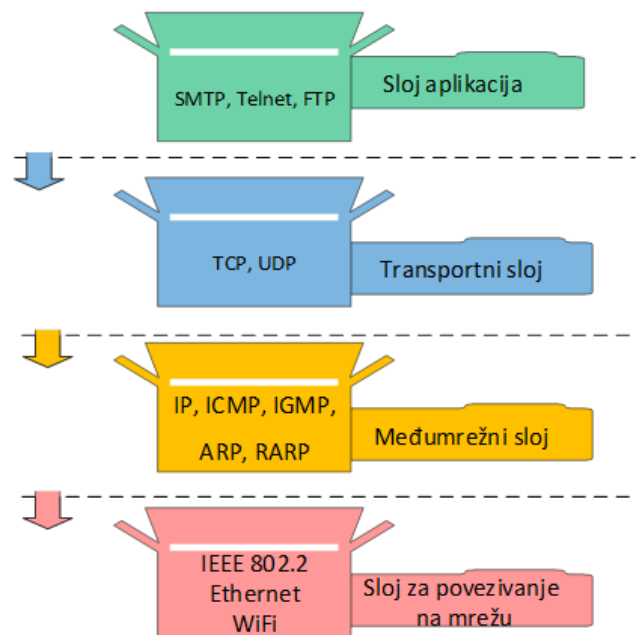 SMTP, Telnet, FTP
Sloj aplikacija
TCP, UDP
Transportni sloj
IP, ICMP, IGMP,
ARP, RARP
Međumrežni sloj
IEEE 802.2
Ethernet
WiFi
Sloj za povezivanje
na mrežu